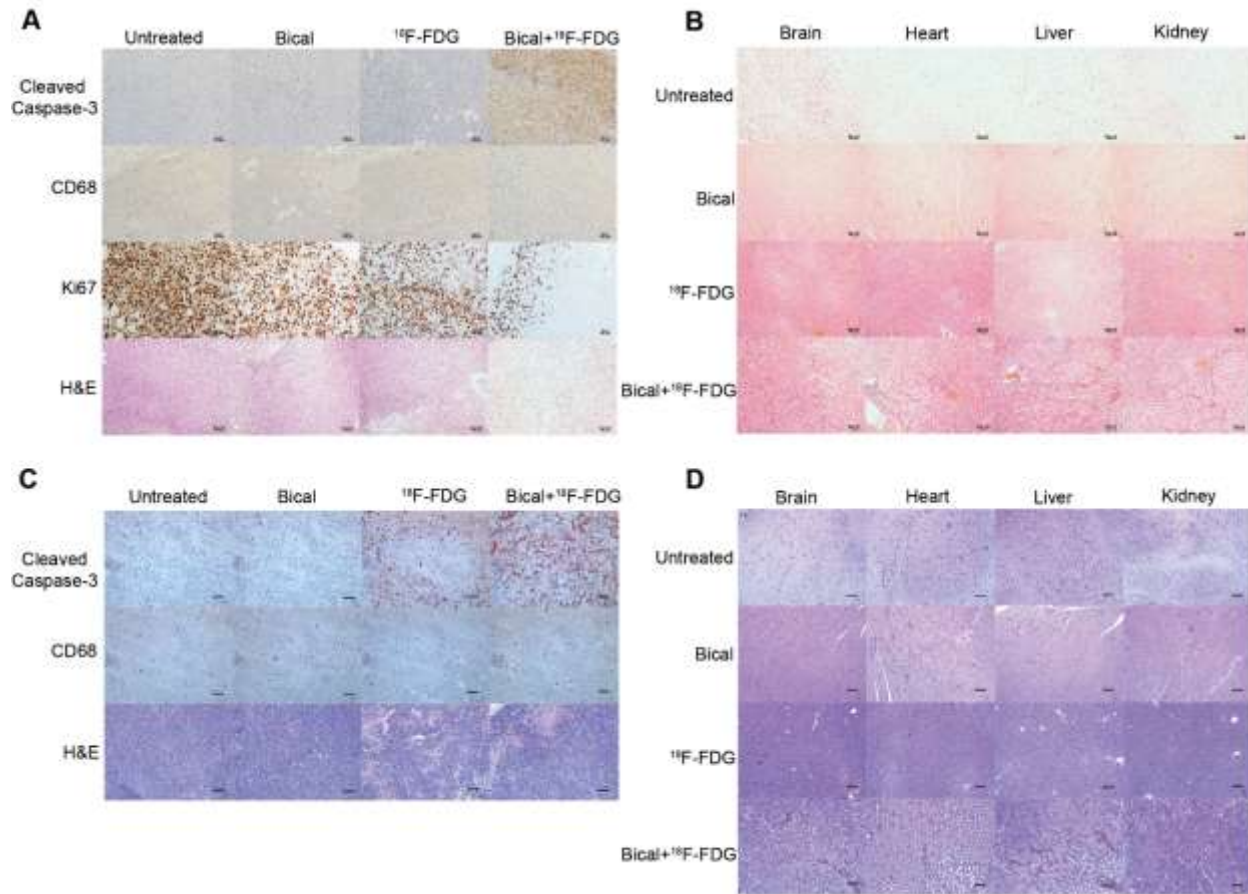 A
Untreated Bical ¹⁸F-FDG Bical+¹⁸F-FDG
Cleaved
Caspase-3
CD68
Ki67
H&E
B
Brain Heart Liver Kidney
Untreated
Bical
¹⁸F-FDG
Bical+¹⁸F-FDG
C
Untreated Bical ¹⁸F-FDG Bical+¹⁸F-FDG
Cleaved
Caspase-3
CD68
H&E
D
Brain Heart Liver Kidney
Untreated
Bical
¹⁸F-FDG
Bical+¹⁸F-FDG